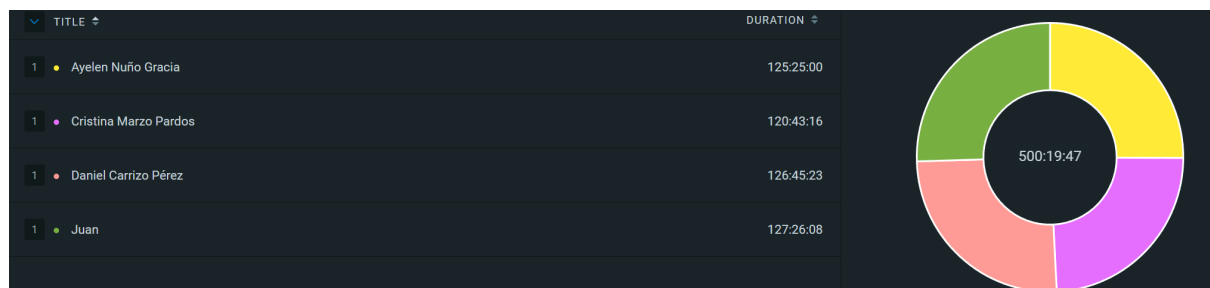 TITLE DURATION
1 Ayelen Nuño Gracia 125:25:00
1 Cristina Marzo Pardos 120:43:16
1 Daniel Carrizo Pérez 126:45:23
1 Juan 127:26:08
500:19:47